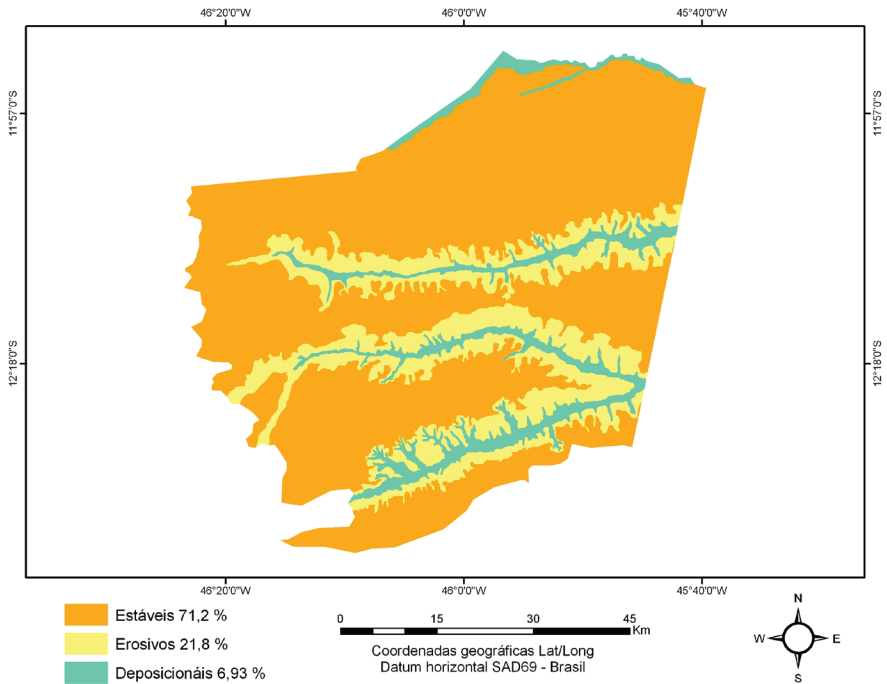 46°20'0"W
46°0'0"W
45°40'0"W
11°57'0"S
11°57'0"S
12°18'0"S
12°18'0"S
46°20'0"W
46°0'0"W
45°40'0"W
Estáveis 71,2 %
Erosivos 21,8 %
Deposicionáis 6,93 %
0 15 30 45
Km
Coordenadas geográficas Lat/Long
Datum horizontal SAD69 - Brasil
N
W E
S